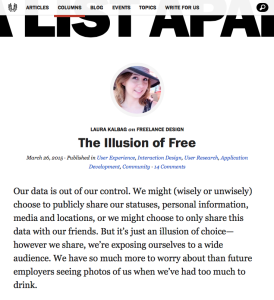 A LIST APART
ARTICLES COLUMNS BLOG EVENTS TOPICS WRITE FOR US
LAURA KALBAG on FREELANCE DESIGN
The Illusion of Free
March 26, 2015 · Published in User Experience, Interaction Design, User Research, Application
Development, Community · 14 Comments
Our data is out of our control. We might (wisely or unwisely)
choose to publicly share our statuses, personal information,
media and locations, or we might choose to only share this
data with our friends. But it's just an illusion of choice—
however we share, we're exposing ourselves to a wide
audience. We have so much more to worry about than future
employers seeing photos of us when we've had too much to
drink.